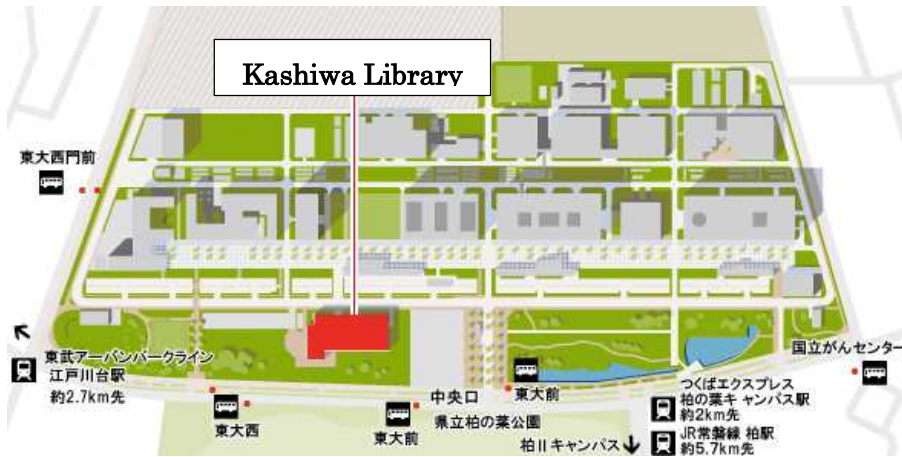 Kashiwa Library
東大西門前
東武アーバンパークライン
江戸川台駅
約2.7km先
東大西
東大前
中央口
県立柏の葉公園
東大前
柏Ⅱキャンパス
つくばエクスプレス
柏の葉キャンパス駅
約2km先
JR常磐線 柏駅
約5.7km先
国立がんセンター